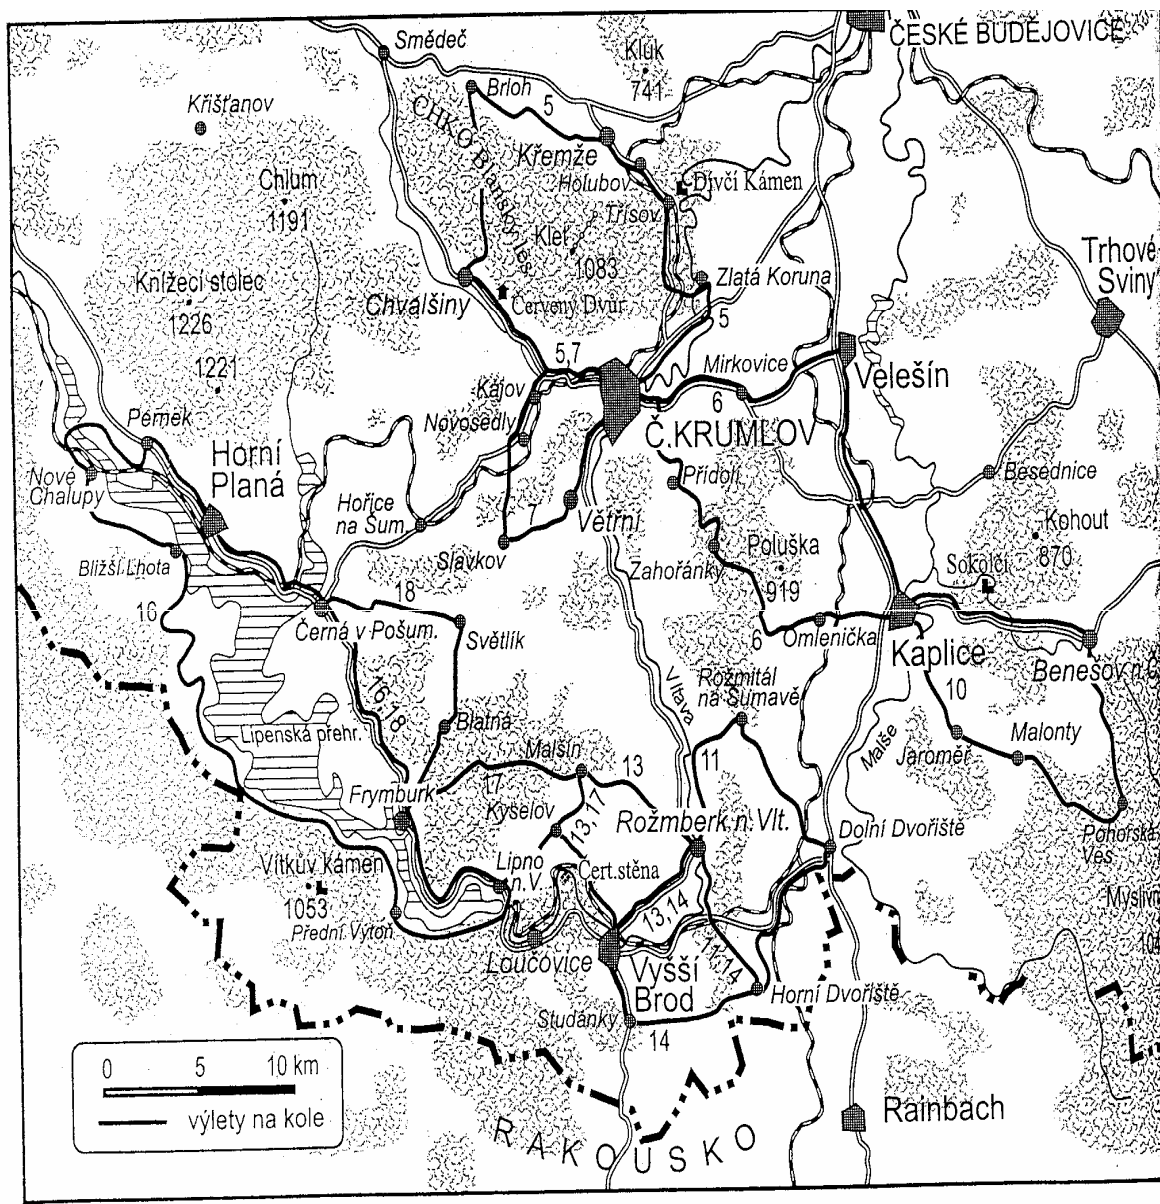 ČESKÉ BUDĚJOVICE
Smědeč
Kluk
741
Brloh
5
Křišťanov
CHKO Blanský les
Křemže
Holubov
Dívčí Kámen
Chlum
1191
Třísov
Kleť
1083
Trhové
Sviny
Knížecí stolec
1226
Zlatá Koruna
Chvalšiny
Červený Dvůr
5
1221
5,7
Mirkovice
Velešín
Kájov
6
Pernek
Novosedly
Č.KRUMLOV
Horní
Planá
Nové
Chalupy
Přídolí
Besednice
Hořice
na Šum.
7
Větřní
Kohout
870
Slavkov
Zahořánky
Poluška
919
Sokolčí
Bližší Lhota
16
18
Černá v Pošum.
Světlík
6
Omlenička
Kaplice
Benešov n.Č
Rožmitál
na Šumavě
10
16,18
Vltava
Lipenská přehr.
Blatná
Malšín
13
11
Malše
Jaroměř
Malonty
17
Frymburk
Kyselov
13,17
Rožmberk n. Vlt.
Dolní Dvořiště
Pohorská
Ves
Vítkův kámen
1053
Lipno
n.V.
Čert.stěna
13,14
Myslivn
Přední Výtoň
Loučovice
11,14
Vyšší
Brod
Horní Dvořiště
Studánky
14
0 5 10 km
výlety na kole
Rainbach
RAKOUSKO